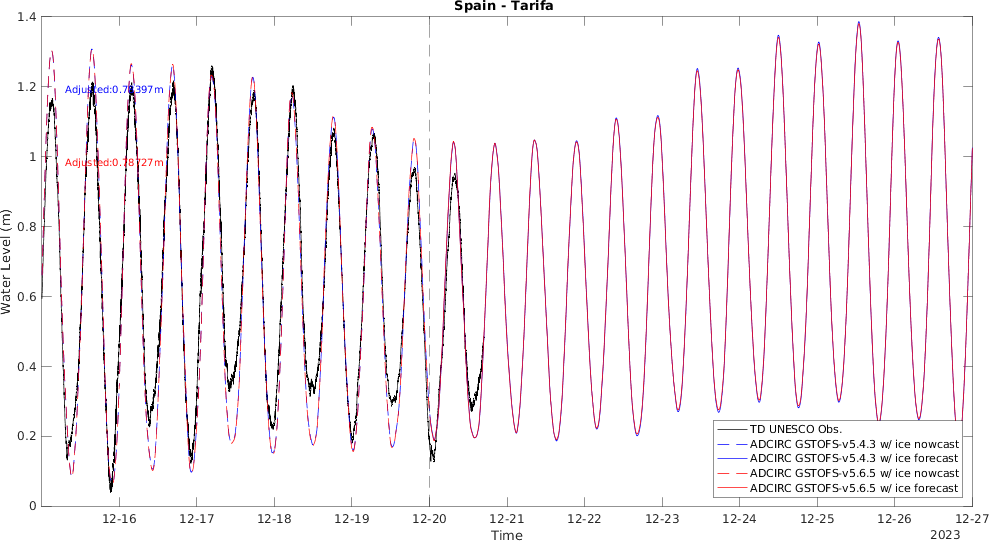 Spain - Tarifa
Water Level (m)
1.4
1.2
1
0.8
0.6
0.4
0.2
0
Adjusted:0.78727m
TD UNESCO Obs.
ADCIRC GSTOFS-v5.4.3 w/ ice nowcast
ADCIRC GSTOFS-v5.4.3 w/ ice forecast
ADCIRC GSTOFS-v5.6.5 w/ ice nowcast
ADCIRC GSTOFS-v5.6.5 w/ ice forecast
12-16 12-17 12-18 12-19 12-20 12-21 12-22 12-23 12-24 12-25 12-26 12-27
Time
2023